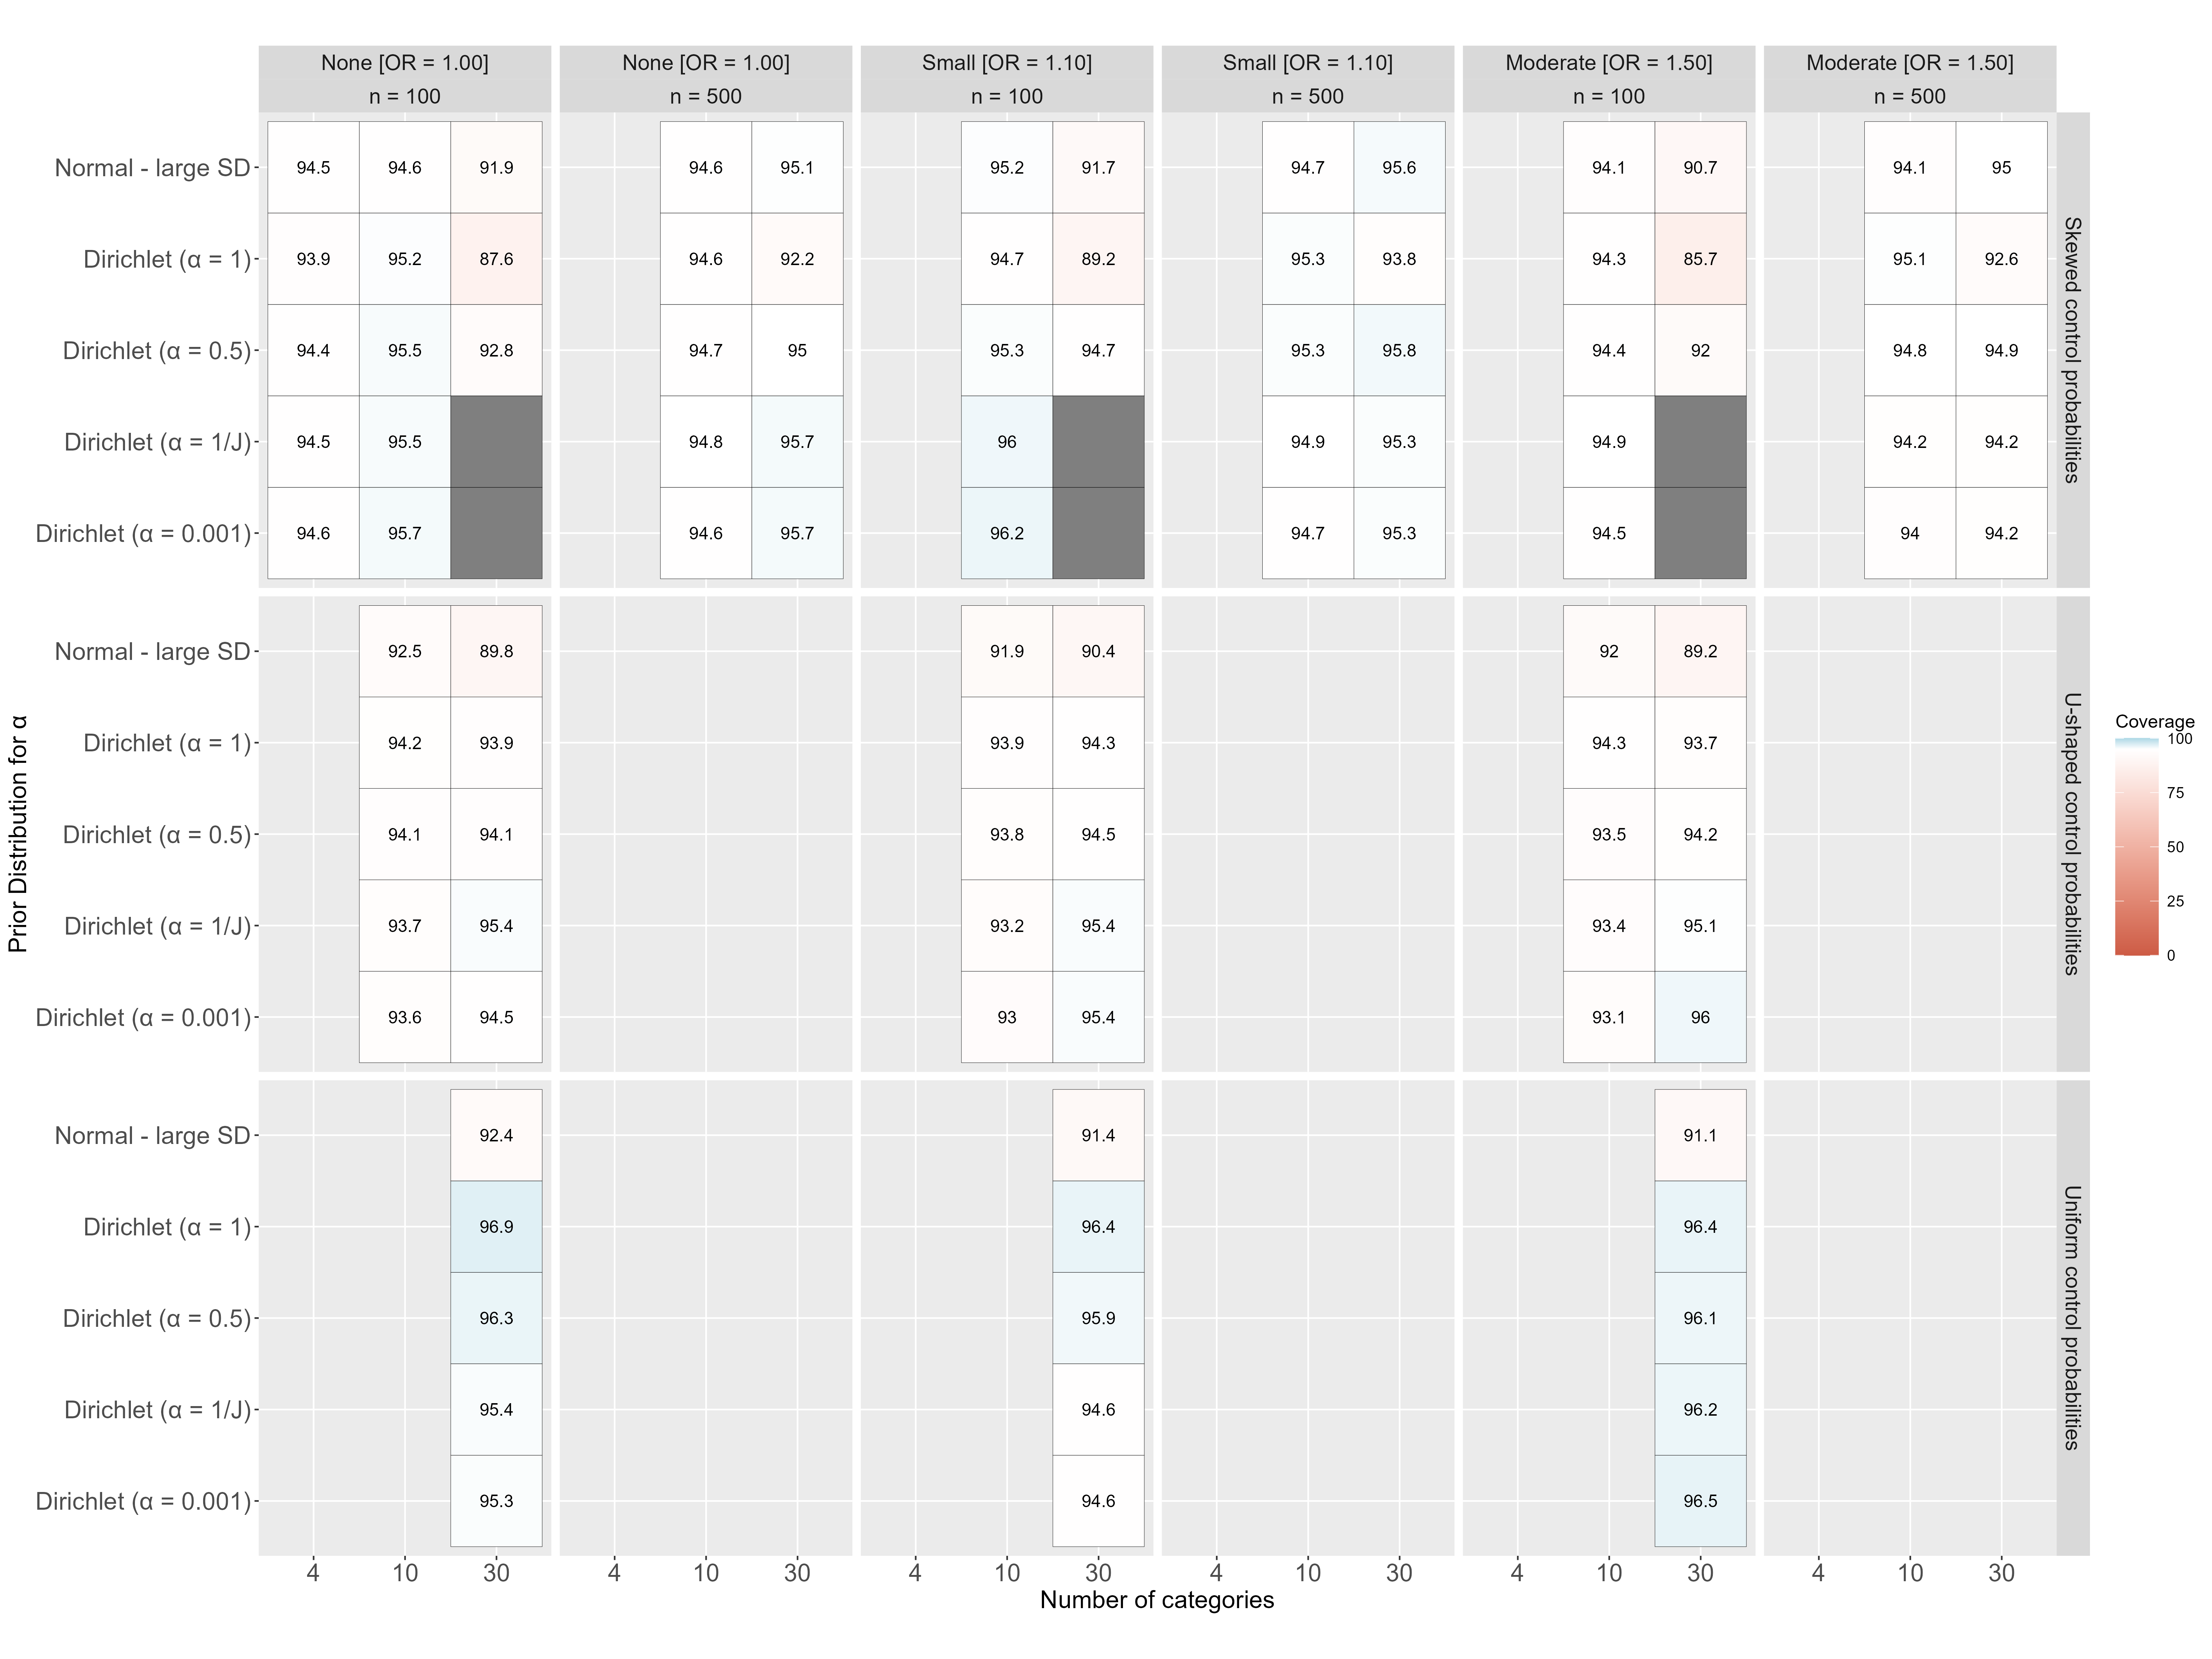 None [OR = 1.00] None [OR = 1.00] Small [OR = 1.10] Small [OR = 1.10] Moderate [OR = 1.50] Moderate [OR = 1.50]
n = 100 n = 500 n = 100 n = 500 n = 100 n = 500
Normal - large SD 94.5 94.6 91.9 94.6 95.1 95.2 91.7 94.7 95.6 94.1 90.7 94.1 95
Dirichlet (α = 1) 93.9 95.2 87.6 94.6 92.2 94.7 89.2 95.3 93.8 94.3 85.7 95.1 92.6
Dirichlet (α = 0.5) 94.4 95.5 92.8 94.7 95 95.3 94.7 95.3 95.8 94.4 92 94.8 94.9
Dirichlet (α = 1/J) 94.5 95.5 94.8 95.7 96 94.9 95.3 94.9 94.2 94.2
Dirichlet (α = 0.001) 94.6 95.7 94.6 95.7 96.2 94.7 95.3 94.5 94 94.2
Skewed control probabilities
Normal - large SD 92.5 89.8 91.9 90.4 92 89.2
Dirichlet (α = 1) 94.2 93.9 93.9 94.3 94.3 93.7
Dirichlet (α = 0.5) 94.1 94.1 93.8 94.5 93.5 94.2
Dirichlet (α = 1/J) 93.7 95.4 93.2 95.4 93.4 95.1
Dirichlet (α = 0.001) 93.6 94.5 93 95.4 93.1 96
U-shaped control probabilities
Normal - large SD 92.4 91.4 91.1
Dirichlet (α = 1) 96.9 96.4 96.4
Dirichlet (α = 0.5) 96.3 95.9 96.1
Dirichlet (α = 1/J) 95.4 94.6 96.2
Dirichlet (α = 0.001) 95.3 94.6 96.5
Uniform control probabilities
4 10 30 4 10 30 4 10 30 4 10 30 4 10 30 4 10 30
Number of categories
Prior Distribution for α
Coverage
100
75
50
25
0